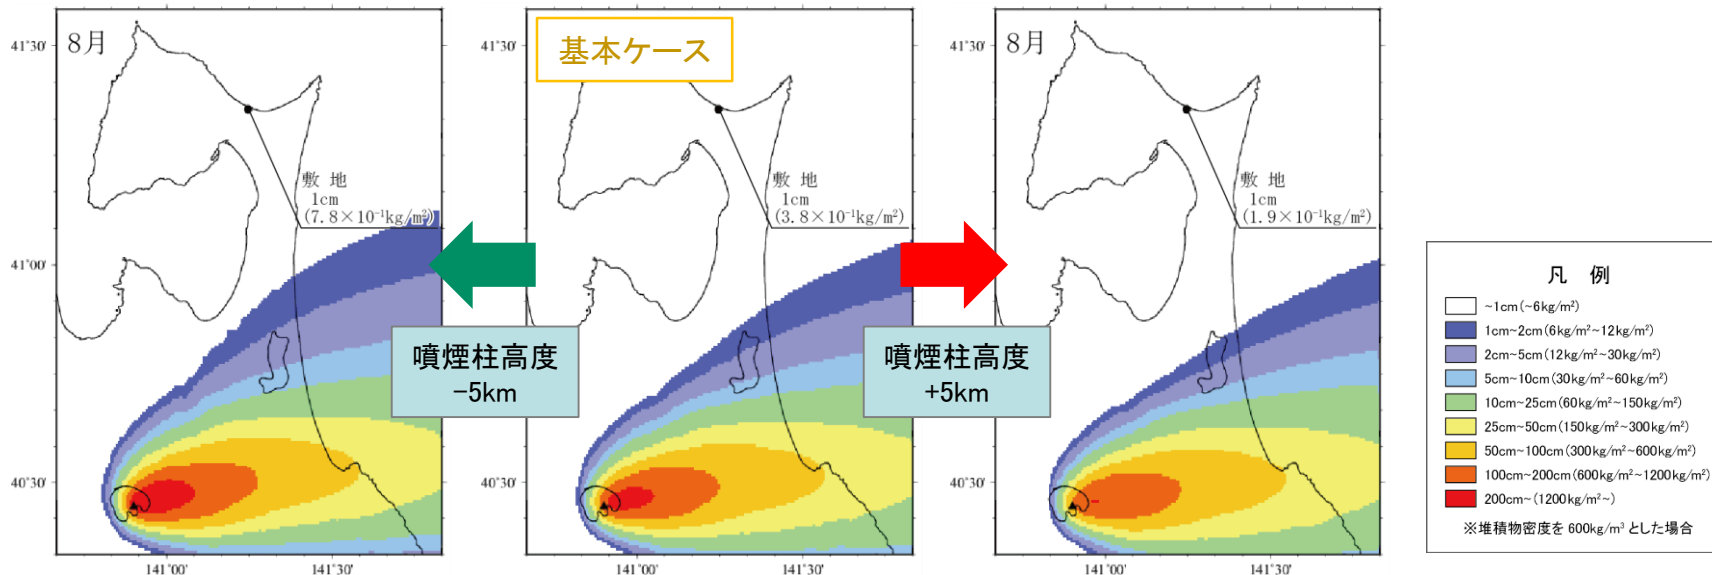 8月
41°30'
41°00'
40°30'
141°00'
141°30'
敷 地
1cm
(7.8×10⁻¹kg/m²)
噴煙柱高度
−5km
基本ケース
41°30'
41°00'
40°30'
141°00'
141°30'
敷 地
1cm
(3.8×10⁻¹kg/m²)
噴煙柱高度
+5km
8月
41°30'
41°00'
40°30'
141°00'
141°30'
敷 地
1cm
(1.9×10⁻¹kg/m²)
凡 例
~1cm(~6kg/m²)
1cm~2cm(6kg/m²~12kg/m²)
2cm~5cm(12kg/m²~30kg/m²)
5cm~10cm(30kg/m²~60kg/m²)
10cm~25cm(60kg/m²~150kg/m²)
25cm~50cm(150kg/m²~300kg/m²)
50cm~100cm(300kg/m²~600kg/m²)
100cm~200cm(600kg/m²~1200kg/m²)
200cm~(1200kg/m²~)
※堆積物密度を 600kg/m³ とした場合